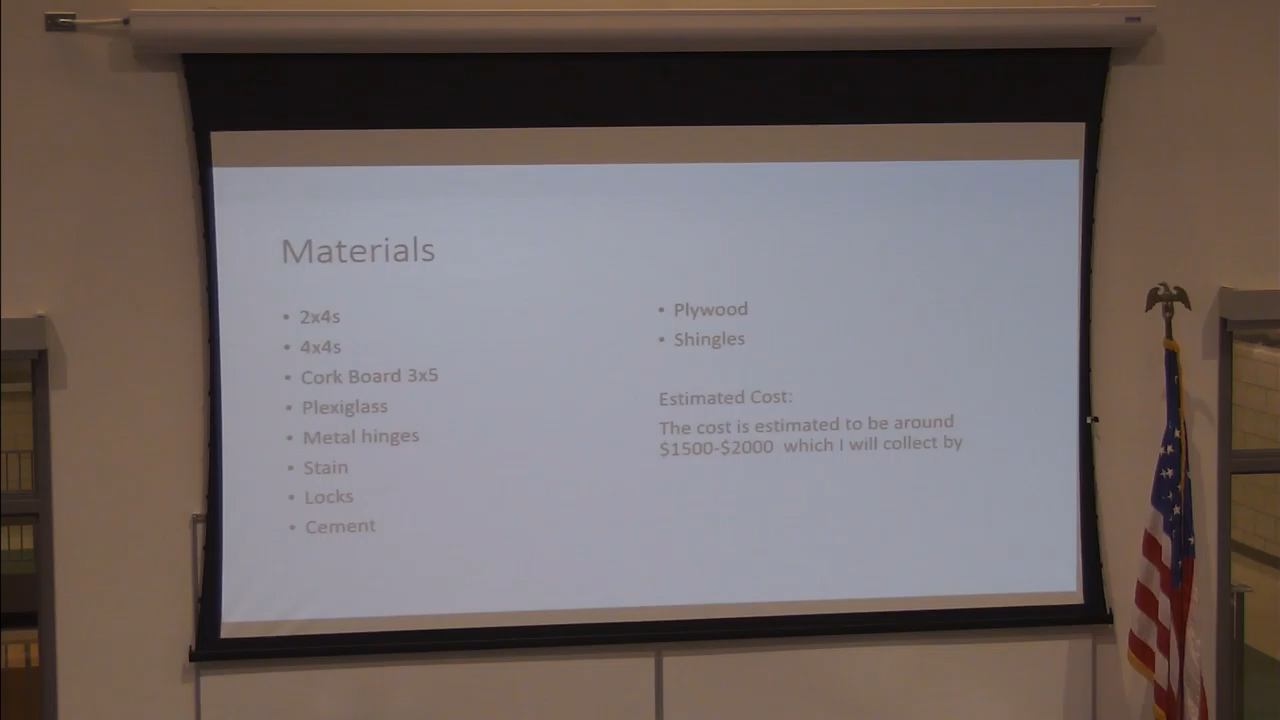 Materials
• 2x4s
• 4x4s
• Cork Board 3x5
• Plexiglass
• Metal hinges
• Stain
• Locks
• Cement
• Plywood
• Shingles
Estimated Cost:
The cost is estimated to be around
$1500-$2000 which I will collect by